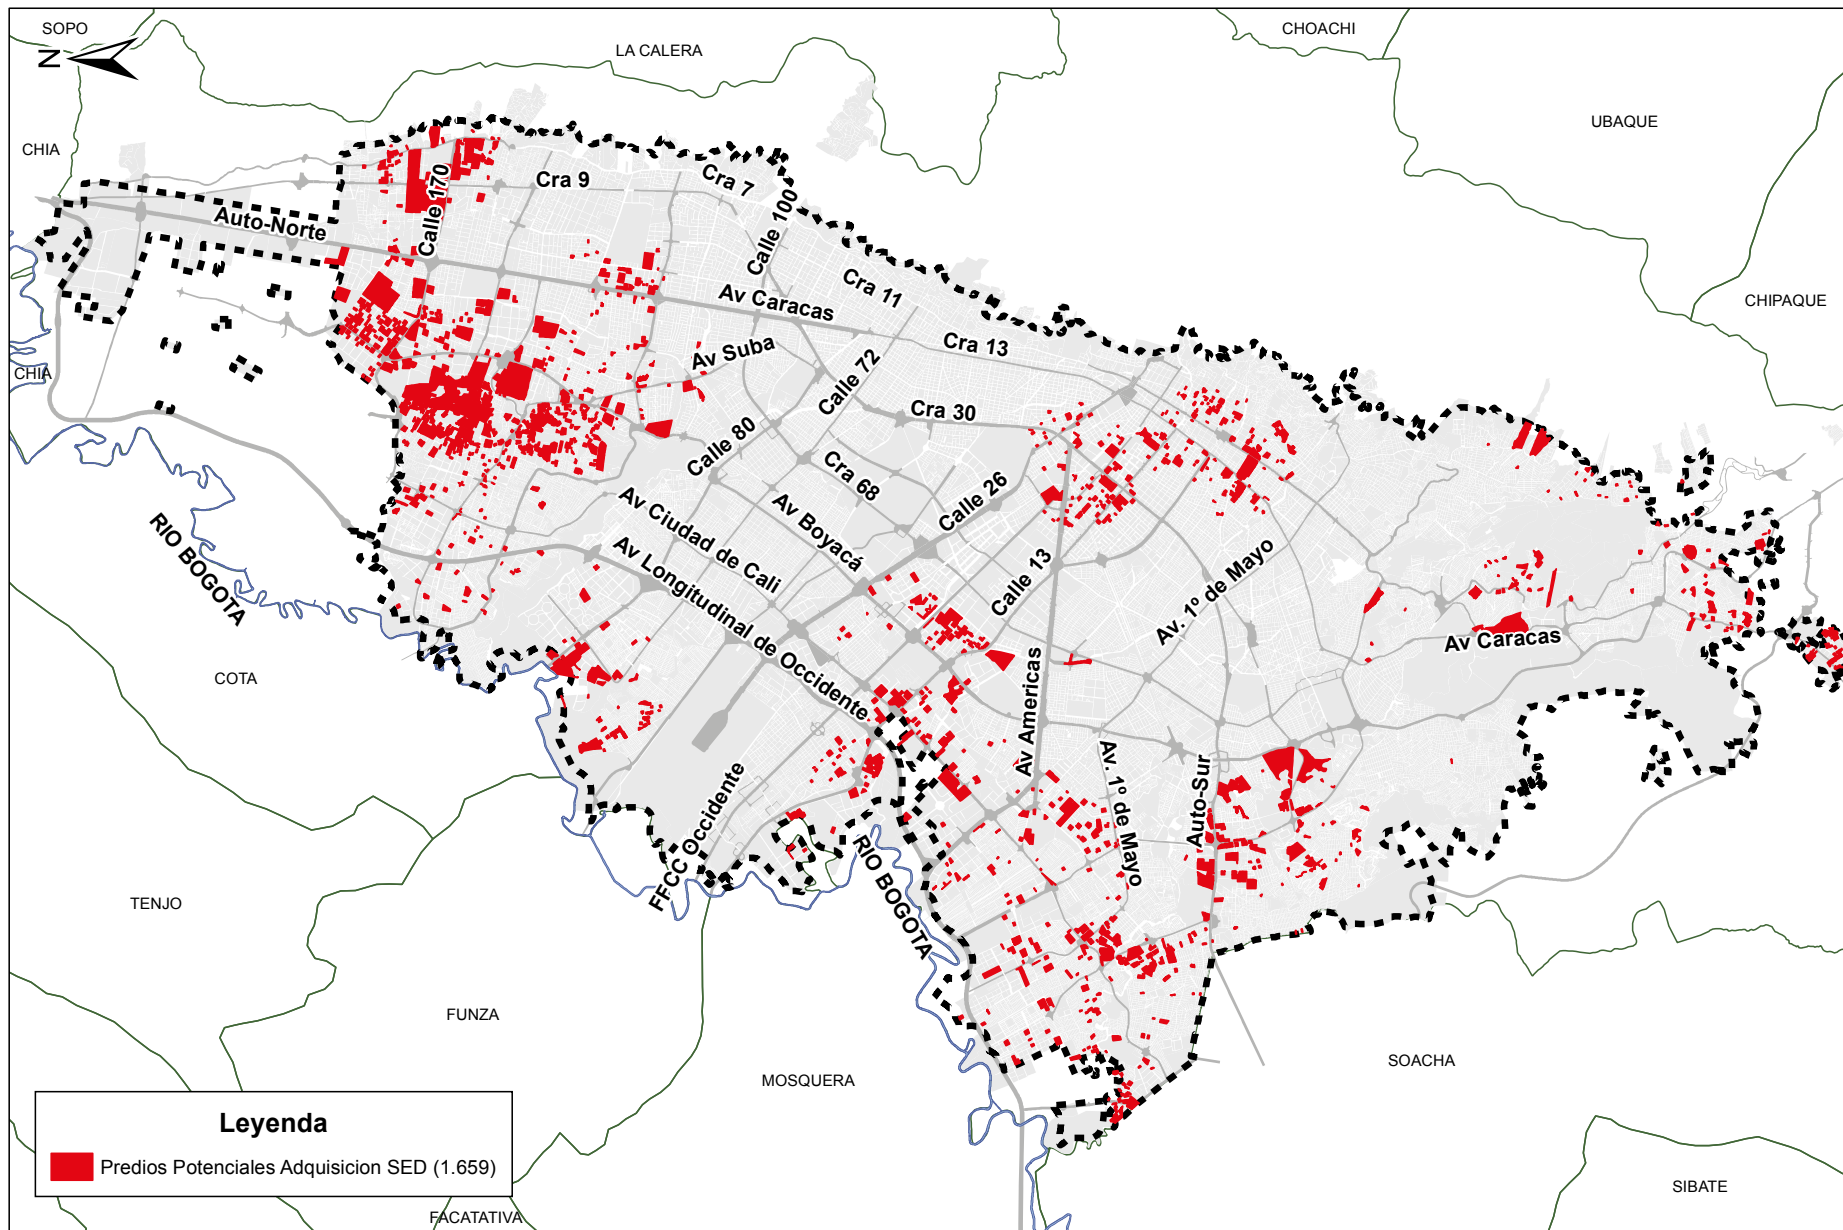 SOPO
N
LA CALERA
CHOACHI
UBAQUE
CHIA
Calle 170
Cra 9
Cra 7
Calle 100
Auto-Norte
Cra 11
Av Caracas
CHIPAQUE
Cra 13
Av Suba
Calle 72
CHIA
Cra 30
Calle 80
Cra 68
Calle 26
Av Boyacá
Av Ciudad de Cali
RIO BOGOTA
Av Longitudinal de Occidente
Calle 13
Av. 1º de Mayo
Av Caracas
COTA
Av Americas
Av. 1º de Mayo
Auto-Sur
FFCC Occidente
RIO BOGOTA
TENJO
FUNZA
MOSQUERA
SOACHA
Leyenda
Predios Potenciales Adquisicion SED (1.659)
SIBATE
FACATATIVA